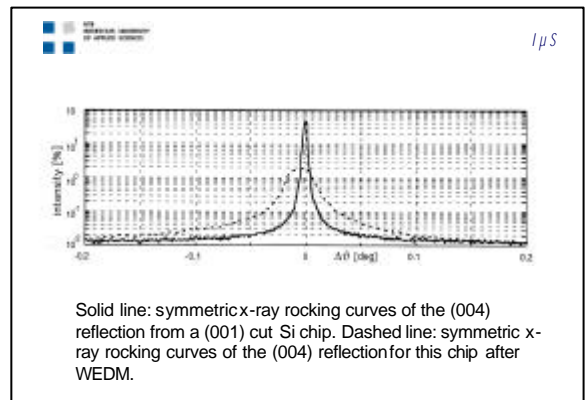 IµS
intensity [%]
-0.2 -0.1 0 Δϑ [deg] 0.1 0.2
Solid line: symmetric x-ray rocking curves of the (004)
reflection from a (001) cut Si chip. Dashed line: symmetric x-
ray rocking curves of the (004) reflection for this chip after
WEDM.